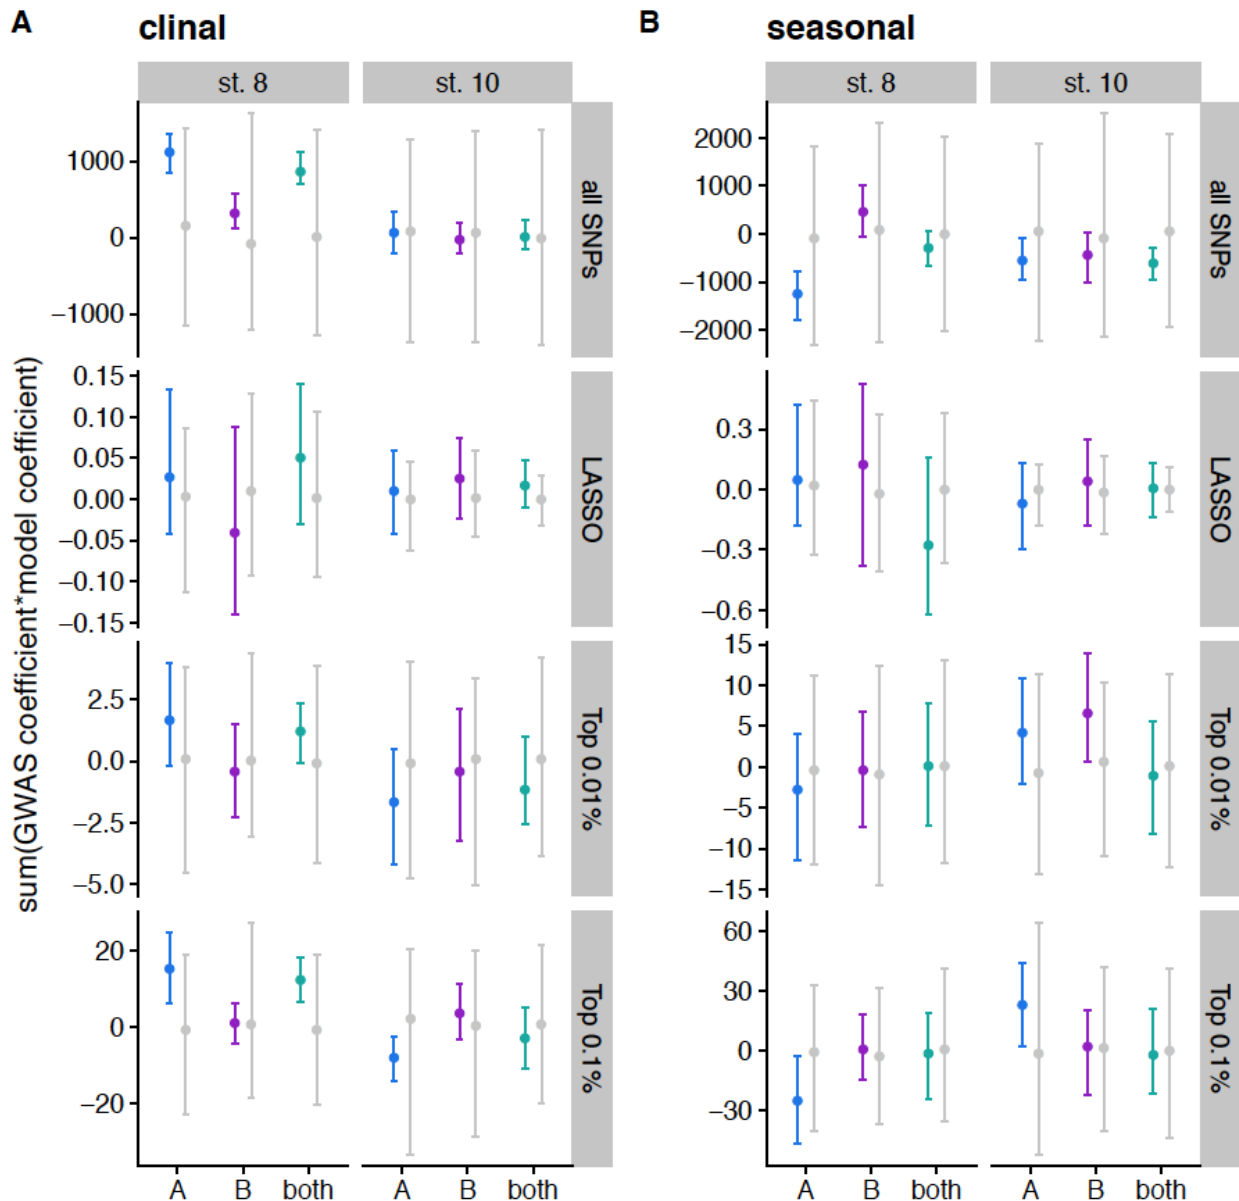 A clinal
B seasonal
st. 8 st. 10
st. 8 st. 10
sum(GWAS coefficient*model coefficient)
1000
0
−1000
all SNPs
2000
1000
0
−1000
−2000
all SNPs
0.15
0.10
0.05
0.00
−0.05
−0.10
−0.15
LASSO
0.3
0.0
−0.3
−0.6
LASSO
2.5
0.0
−2.5
−5.0
Top 0.01%
15
10
5
0
−5
−10
−15
Top 0.01%
20
0
−20
Top 0.1%
60
30
0
−30
Top 0.1%
A B both A B both
A B both A B both